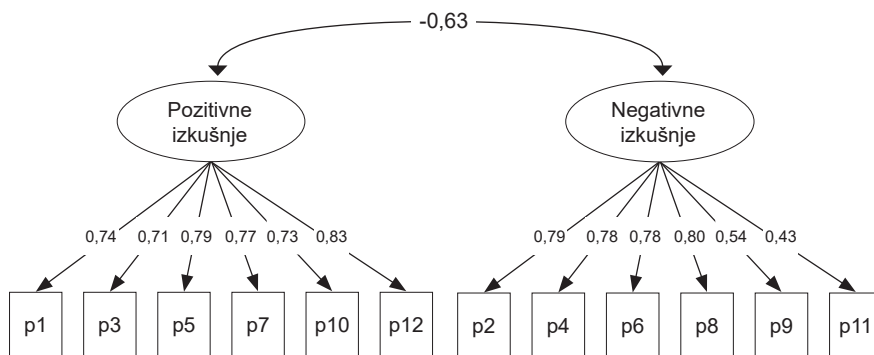 -0,63
Pozitivne
izkušnje
Negativne
izkušnje
0,74 0,71 0,79 0,77 0,73 0,83
0,79 0,78 0,78 0,80 0,54 0,43
p1 p3 p5 p7 p10 p12
p2 p4 p6 p8 p9 p11